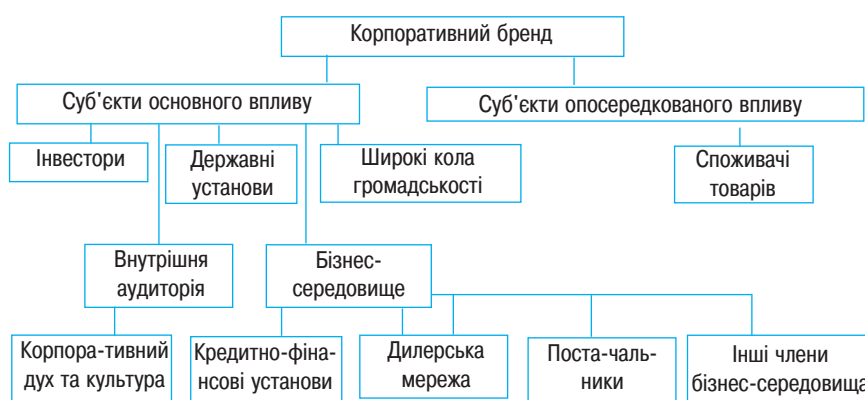 Корпоративний бренд
Суб'єкти основного впливу
Суб'єкти опосередкованого впливу
Інвестори
Державні
установи
Широкі кола
громадськості
Споживачі
товарів
Внутрішня
аудиторія
Бізнес-
середовище
Корпора-тивний
дух та культура
Кредитно-фіна-
нсові установи
Дилерська
мережа
Поста-чаль-
ники
Інші члени
бізнес-середовища